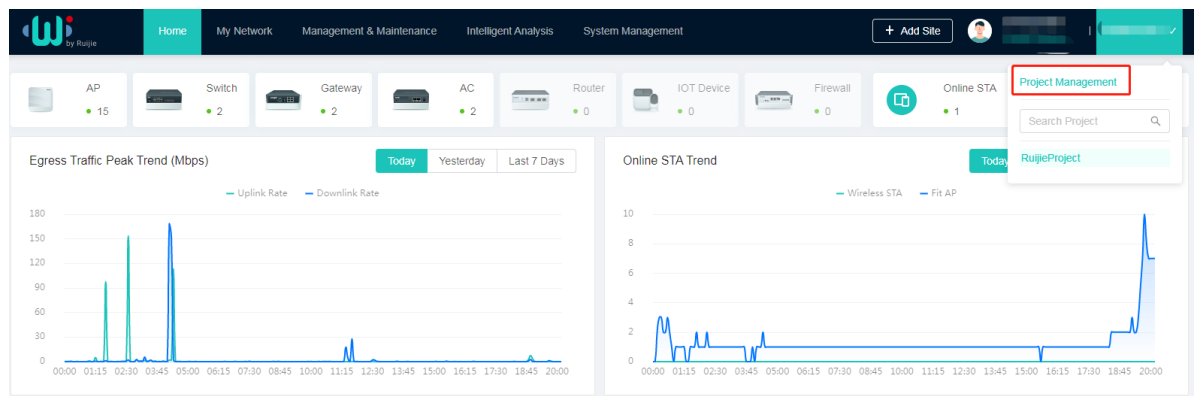 by Ruijie
Home My Network Management & Maintenance Intelligent Analysis System Management + Add Site
Project Management
AP Switch Gateway AC Router IOT Device Firewall Online STA
15 2 2 2 0 0 0 1
Search Project
RuijieProject
Egress Traffic Peak Trend (Mbps) Today Yesterday Last 7 Days
Uplink Rate Downlink Rate
180
150
120
90
60
30
0
00:00 01:15 02:30 03:45 05:00 06:15 07:30 08:45 10:00 11:15 12:30 13:45 15:00 16:15 17:30 18:45 20:00
Online STA Trend Today
Wireless STA Fit AP
10
8
6
4
2
0
00:00 01:15 02:30 03:45 05:00 06:15 07:30 08:45 10:00 11:15 12:30 13:45 15:00 16:15 17:30 18:45 20:00